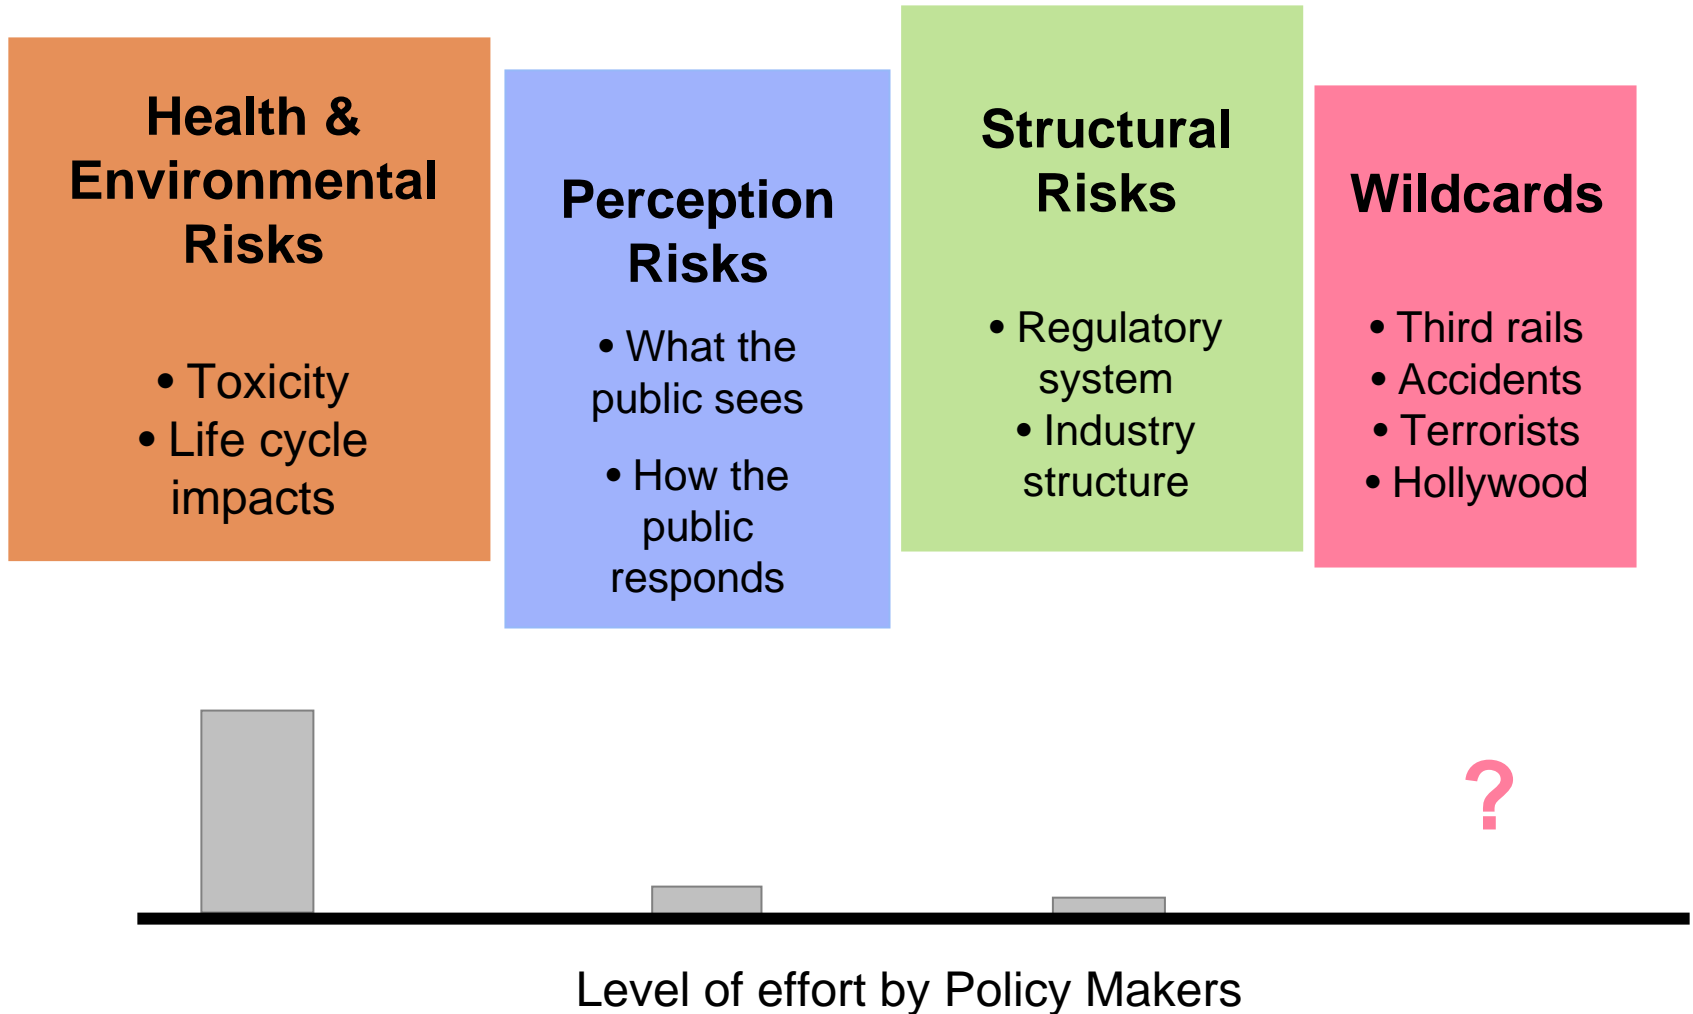 Health &
Environmental
Risks
• Toxicity
• Life cycle
impacts
Perception
Risks
• What the
public sees
• How the
public
responds
Structural
Risks
• Regulatory
system
• Industry
structure
Wildcards
• Third rails
• Accidents
• Terrorists
• Hollywood
?
Level of effort by Policy Makers